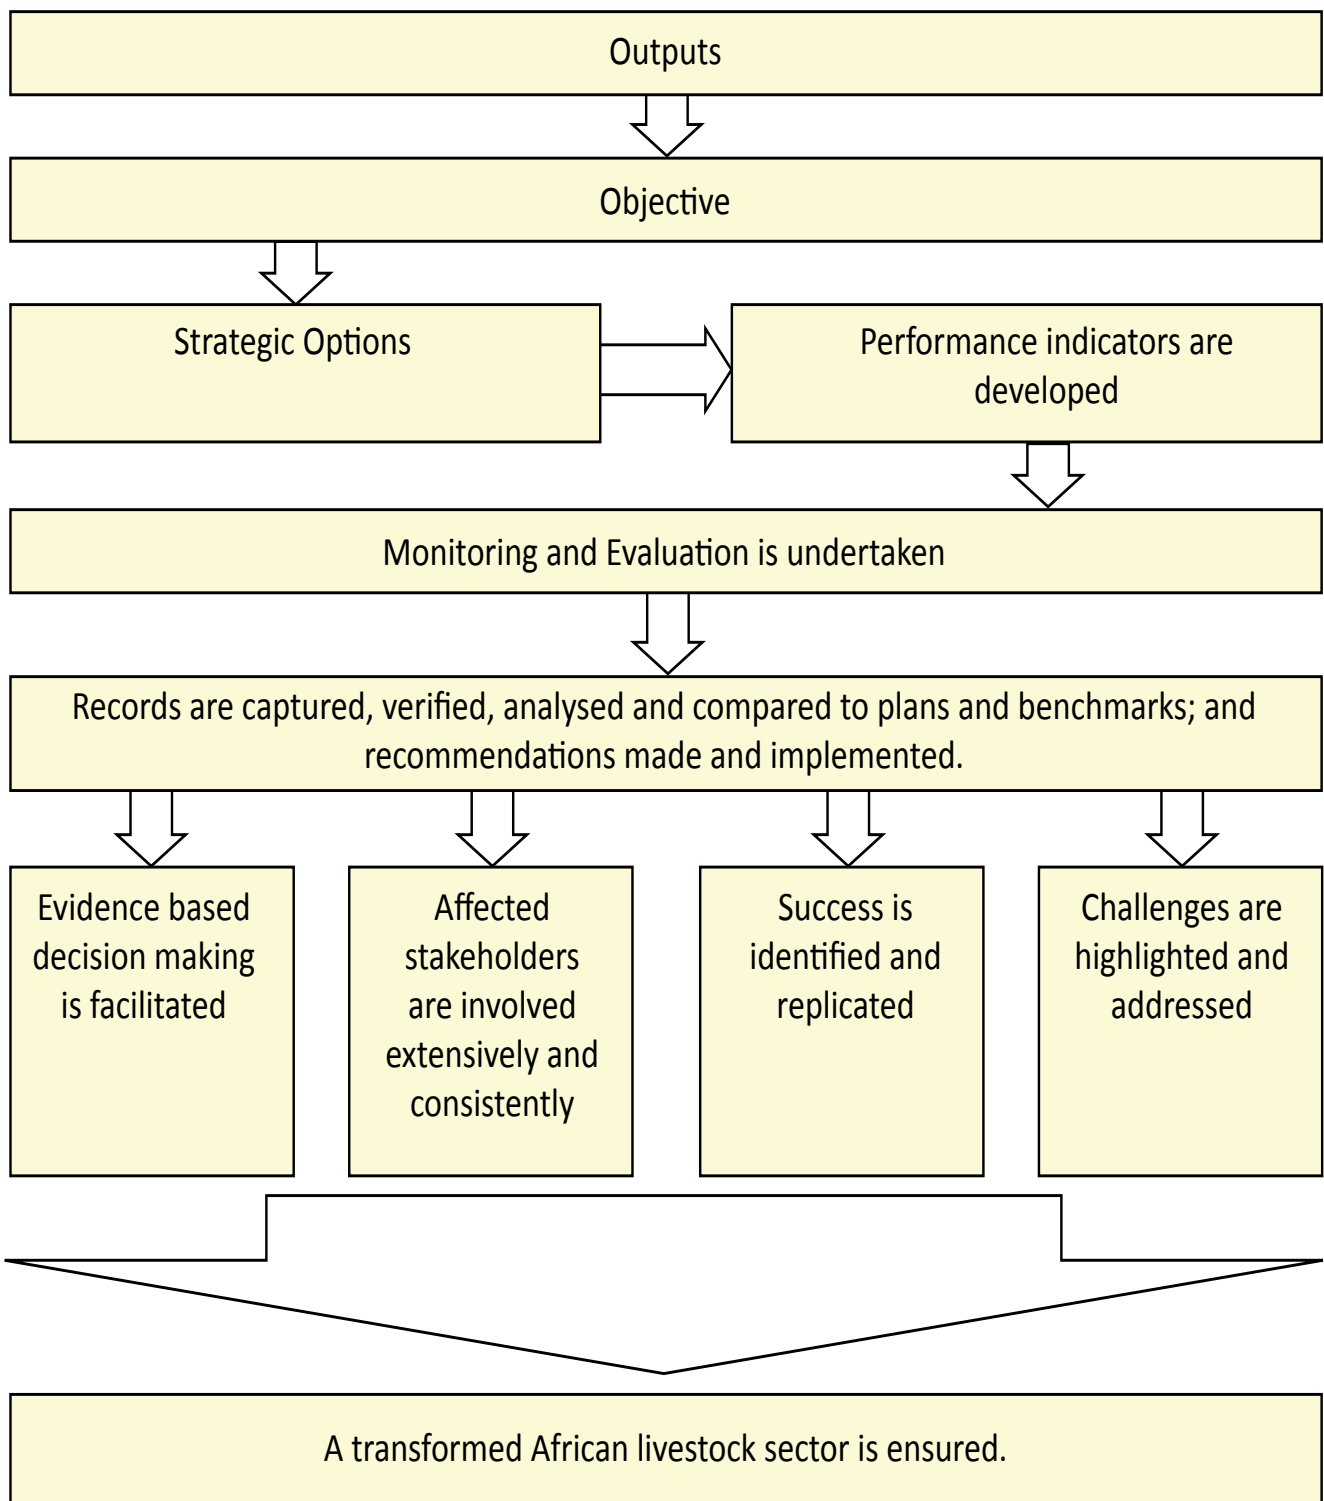 Outputs
Objective
Strategic Options
Performance indicators are
developed
Monitoring and Evaluation is undertaken
Records are captured, verified, analysed and compared to plans and benchmarks; and
recommendations made and implemented.
Evidence based
decision making
is facilitated
Affected
stakeholders
are involved
extensively and
consistently
Success is
identified and
replicated
Challenges are
highlighted and
addressed
A transformed African livestock sector is ensured.